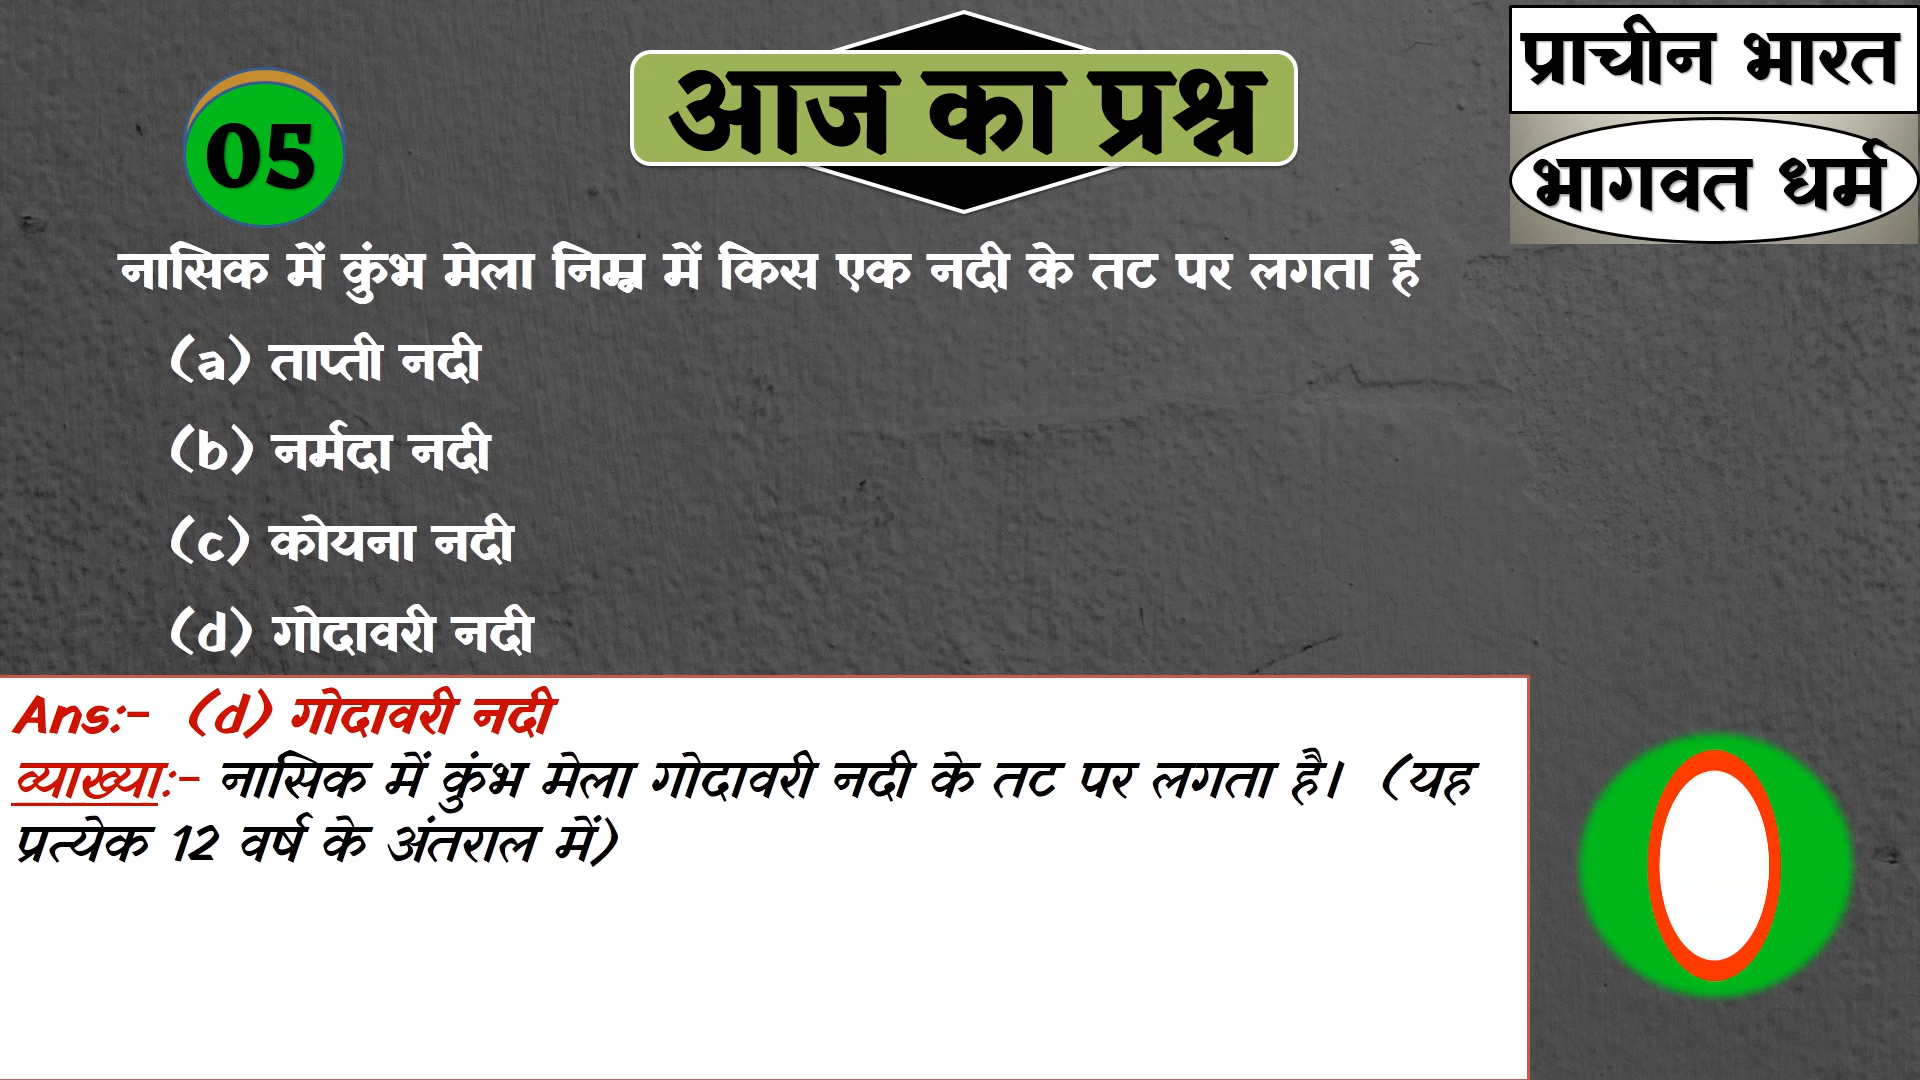 आज का प्रश्न
प्राचीन भारत
भागवत धर्म
05
नासिक में कुंभ मेला निम्न में किस एक नदी के तट पर लगता है
(a) ताप्ती नदी
(b) नर्मदा नदी
(c) कोयना नदी
(d) गोदावरी नदी
Ans:- (d) गोदावरी नदी
व्याख्या:- नासिक में कुंभ मेला गोदावरी नदी के तट पर लगता है। (यह
प्रत्येक 12 वर्ष के अंतराल में)
0